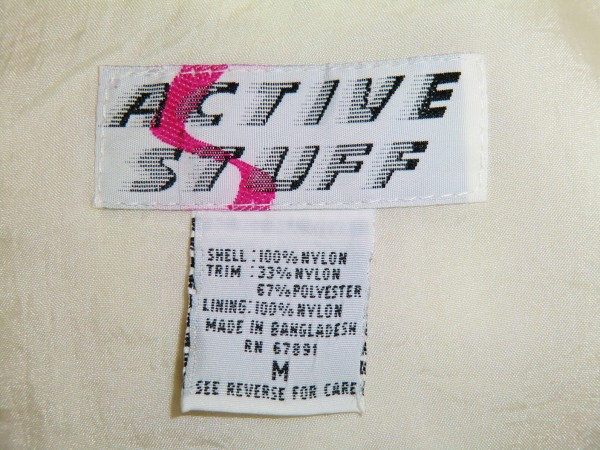 ACTIVE
STUFF
SHELL:100% NYLON
TRIM :33% NYLON
67% POLYESTER
LINING:100% NYLON
MADE IN BANGLADESH
RN 67891
M
SEE REVERSE FOR CARE